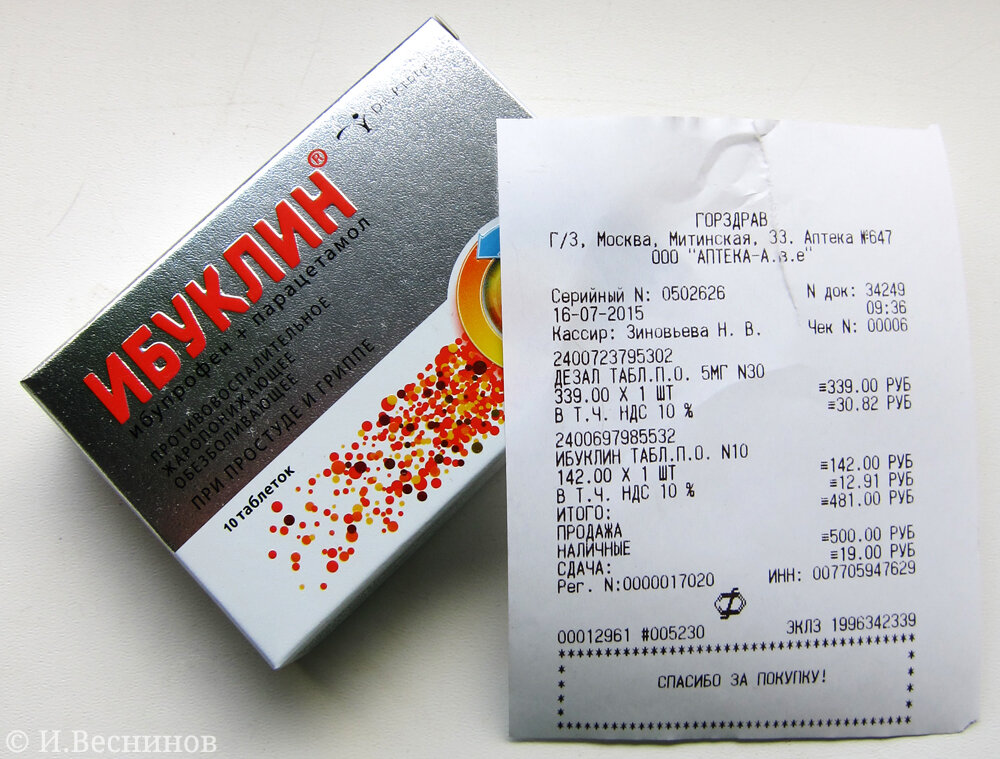 ИБУКЛИН®
ибупрофен + парацетамол
ПРОТИВОВОСПАЛИТЕЛЬНОЕ
ЖАРОПОНИЖАЮЩЕЕ
ОБЕЗБОЛИВАЮЩЕЕ
ПРИ ПРОСТУДЕ И ГРИППЕ
10 таблеток
ГОРЗДРАВ
Г/З, Москва, Митинская, 33. Аптека №647
ООО "АПТЕКА-А.в.е"
Серийный N: 0502626 N док: 34249
16-07-2015 09:36
Кассир: Зиновьева Н. В. Чек N: 00006
2400723795302
ДЕЗАЛ ТАБЛ.П.О. 5МГ N30
339.00 X 1 ШТ ≡339.00 РУБ
В Т.Ч. НДС 10 % ≡30.82 РУБ
2400697985532
ИБУКЛИН ТАБЛ.П.О. N10
142.00 X 1 ШТ ≡142.00 РУБ
В Т.Ч. НДС 10 % ≡12.91 РУБ
ИТОГО: ≡481.00 РУБ
ПРОДАЖА
НАЛИЧНЫЕ ≡500.00 РУБ
СДАЧА: ≡19.00 РУБ
Рег. N:0000017020 ИНН: 007705947629
00012961 #005230 ЭКЛЗ 1996342339
СПАСИБО ЗА ПОКУПКУ!
© И.Веснинов